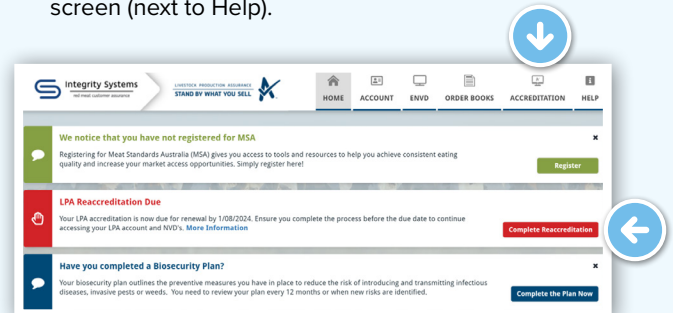 screen (next to Help).
Integrity Systems
red meat customer assurance
LIVESTOCK PRODUCTION ASSURANCE
STAND BY WHAT YOU SELL
HOME
ACCOUNT
ENVD
ORDER BOOKS
ACCREDITATION
HELP
We notice that you have not registered for MSA
Registering for Meat Standards Australia (MSA) gives you access to tools and resources to help you achieve consistent eating
quality and increase your market access opportunities. Simply register here!
Register
LPA Reaccreditation Due
Your LPA accreditation is now due for renewal by 1/08/2024. Ensure you complete the process before the due date to continue
accessing your LPA account and NVD's. More Information
Complete Reaccreditation
Have you completed a Biosecurity Plan?
Your biosecurity plan outlines the preventive measures you have in place to reduce the risk of introducing and transmitting infectious
diseases, invasive pests or weeds. You need to review your plan every 12 months or when new risks are identified.
Complete the Plan Now